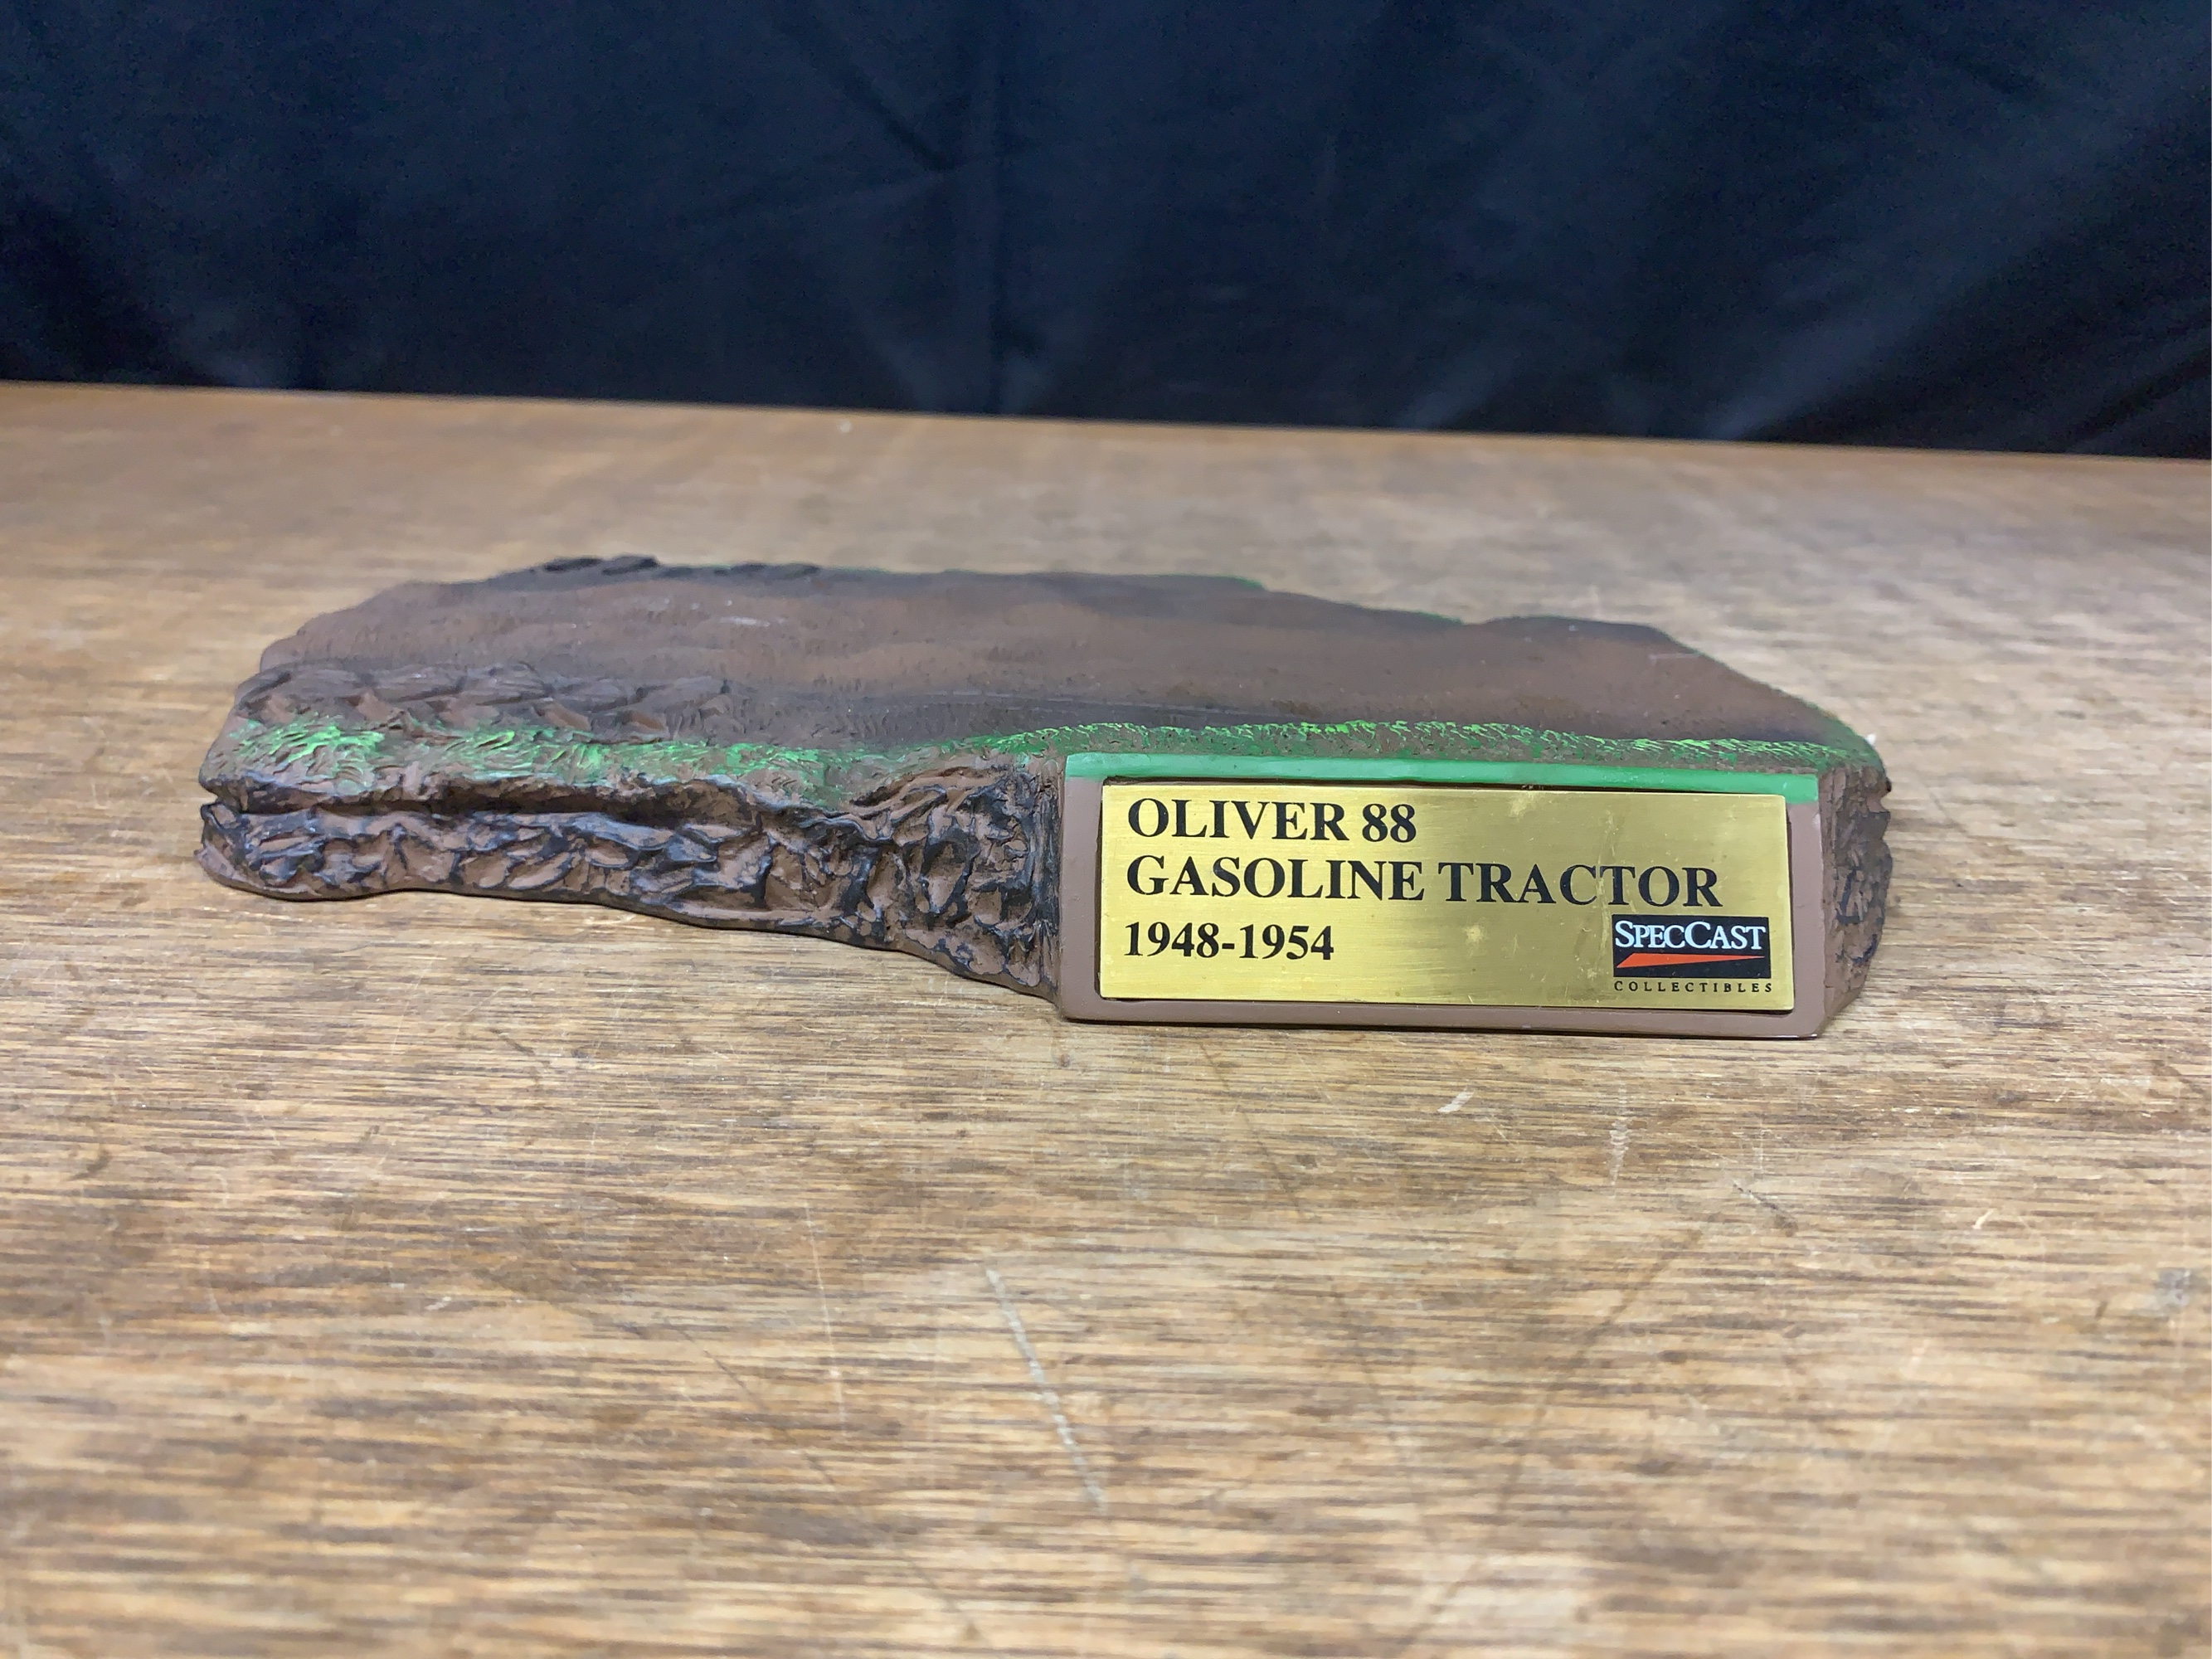 OLIVER 88
GASOLINE TRACTOR
1948-1954
SPECCAST
COLLECTIBLES